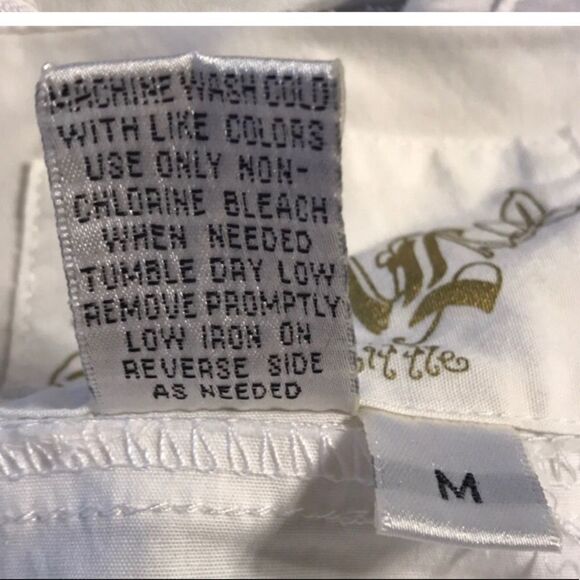 MACHINE WASH COLD
WITH LIKE COLORS
USE ONLY NON-
CHLORINE BLEACH
WHEN NEEDED
TUMBLE DRY LOW
REMOVE PROMPTLY
LOW IRON ON
REVERSE SIDE
AS NEEDED
M